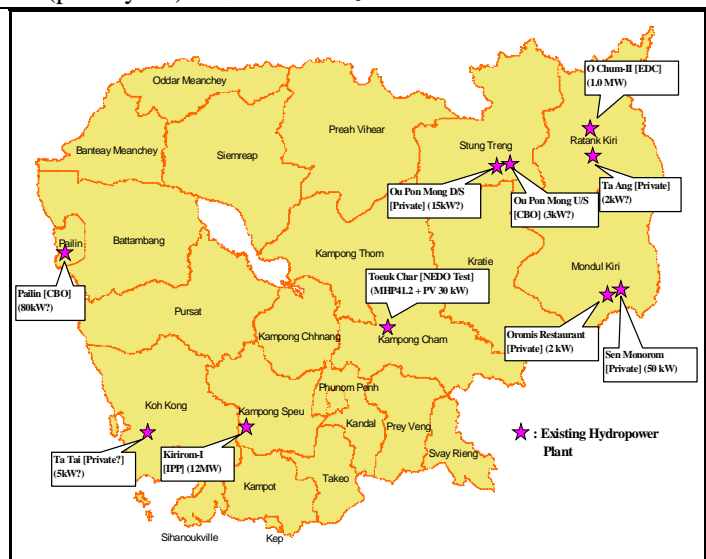 O Chum-II [EDC]
(1.0 MW)
Oddar Meanchey
Preah Vihear
Banteay Meanchey
Siemreap
Stung Treng
Ratank Kiri
Ou Pon Mong D/S
[Private] (15kW?)
Ou Pon Mong U/S
[CBO] (3kW?)
Ta Ang [Private]
(2kW?)
Pailin
Battambang
Kampong Thom
Kratie
Mondul Kiri
Toeuk Char [NEDO Test]
(MHP41.2 + PV 30 kW)
Pailin [CBO]
(80kW?)
Pursat
Kampong Chhnang
Kampong Cham
Oromis Restaurant
[Private] (2 kW)
Sen Monorom
[Private] (50 kW)
Phunom Penh
Koh Kong
Kampong Speu
Kandal
Prey Veng
Svay Rieng
: Existing Hydropower
Plant
Ta Tai [Private?]
(5kW?)
Kirirom-I
[IPP] (12MW)
Kampot
Takeo
Sihanoukville
Kep